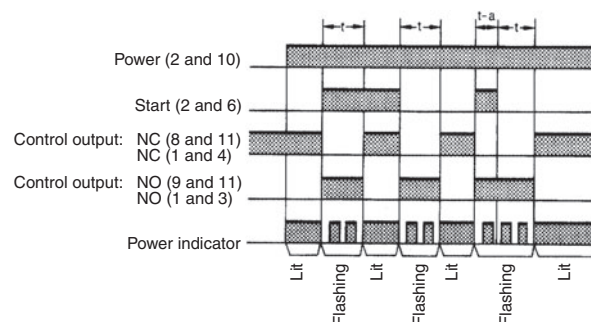 t t t-a t
Power (2 and 10)
Start (2 and 6)
Control output: NC (8 and 11)
NC (1 and 4)
Control output: NO (9 and 11)
NO (1 and 3)
Power indicator
Lit Flashing Lit Flashing Lit Flashing Lit